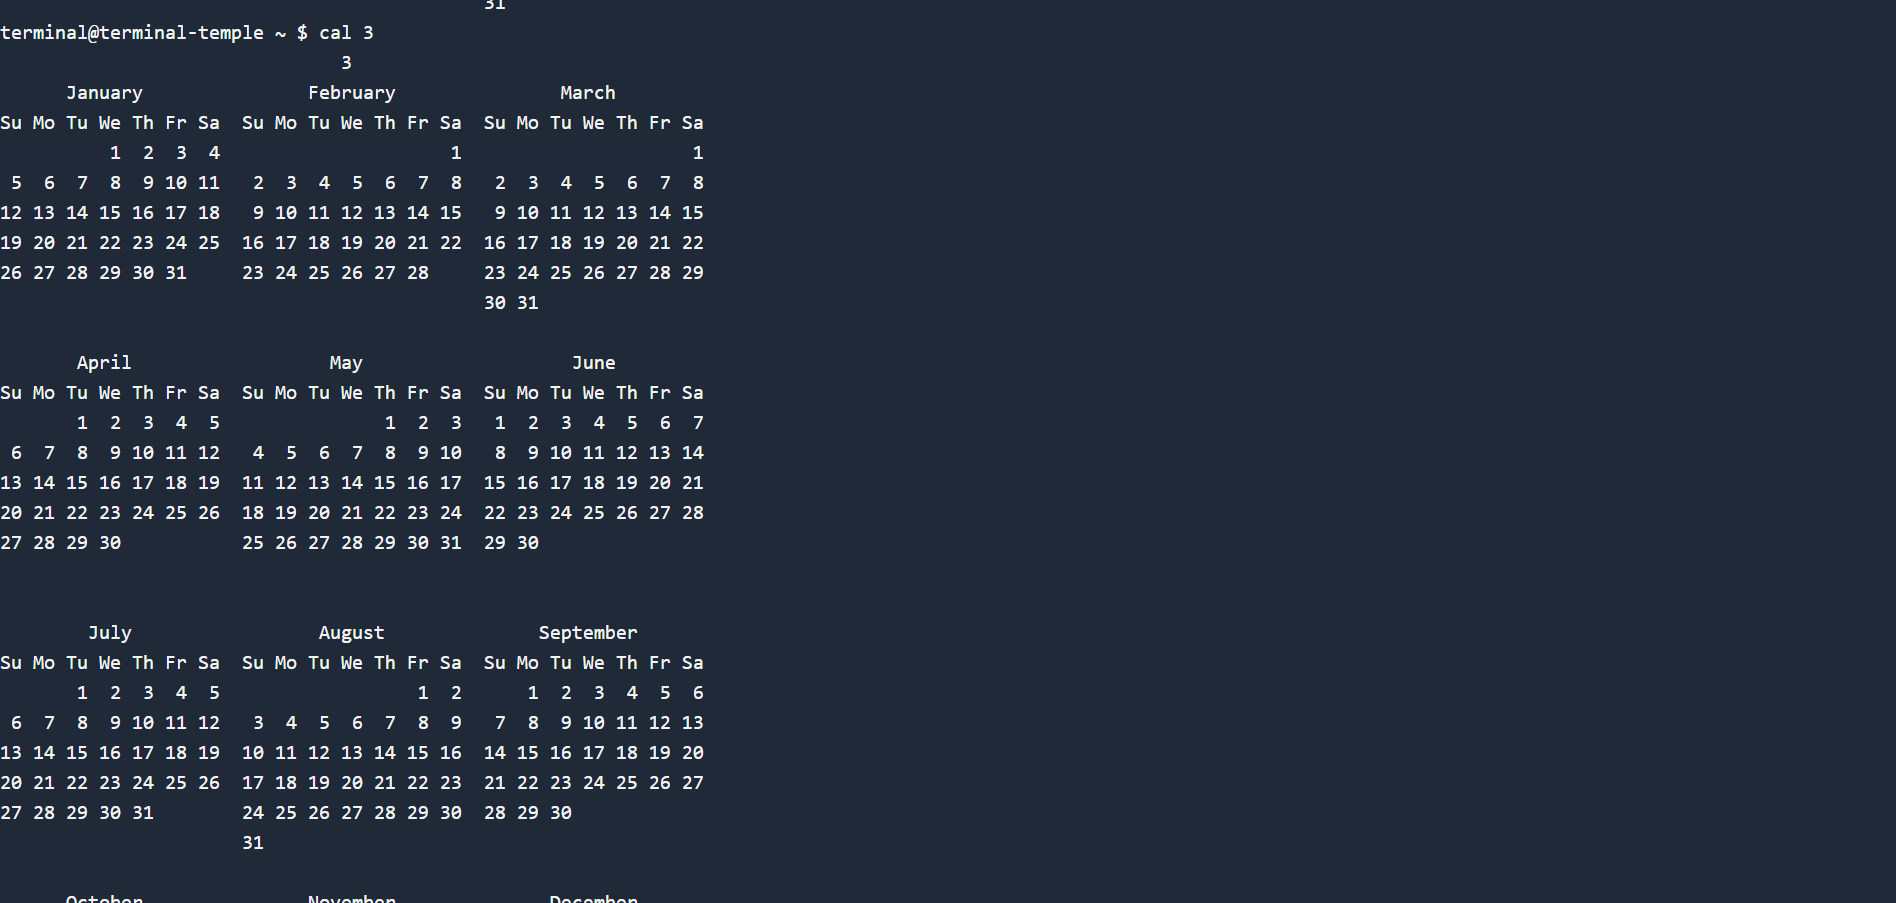 31
terminal@terminal-temple ~ $ cal 3
                               3
      January               February               March
Su Mo Tu We Th Fr Sa  Su Mo Tu We Th Fr Sa  Su Mo Tu We Th Fr Sa
          1  2  3  4                     1                     1
 5  6  7  8  9 10 11   2  3  4  5  6  7  8   2  3  4  5  6  7  8
12 13 14 15 16 17 18   9 10 11 12 13 14 15   9 10 11 12 13 14 15
19 20 21 22 23 24 25  16 17 18 19 20 21 22  16 17 18 19 20 21 22
26 27 28 29 30 31     23 24 25 26 27 28     23 24 25 26 27 28 29
                                            30 31
       April                  May                   June
Su Mo Tu We Th Fr Sa  Su Mo Tu We Th Fr Sa  Su Mo Tu We Th Fr Sa
       1  2  3  4  5               1  2  3   1  2  3  4  5  6  7
 6  7  8  9 10 11 12   4  5  6  7  8  9 10   8  9 10 11 12 13 14
13 14 15 16 17 18 19  11 12 13 14 15 16 17  15 16 17 18 19 20 21
20 21 22 23 24 25 26  18 19 20 21 22 23 24  22 23 24 25 26 27 28
27 28 29 30           25 26 27 28 29 30 31  29 30
        July                 August              September
Su Mo Tu We Th Fr Sa  Su Mo Tu We Th Fr Sa  Su Mo Tu We Th Fr Sa
       1  2  3  4  5                  1  2      1  2  3  4  5  6
 6  7  8  9 10 11 12   3  4  5  6  7  8  9   7  8  9 10 11 12 13
13 14 15 16 17 18 19  10 11 12 13 14 15 16  14 15 16 17 18 19 20
20 21 22 23 24 25 26  17 18 19 20 21 22 23  21 22 23 24 25 26 27
27 28 29 30 31        24 25 26 27 28 29 30  28 29 30
                      31
      October               November              December